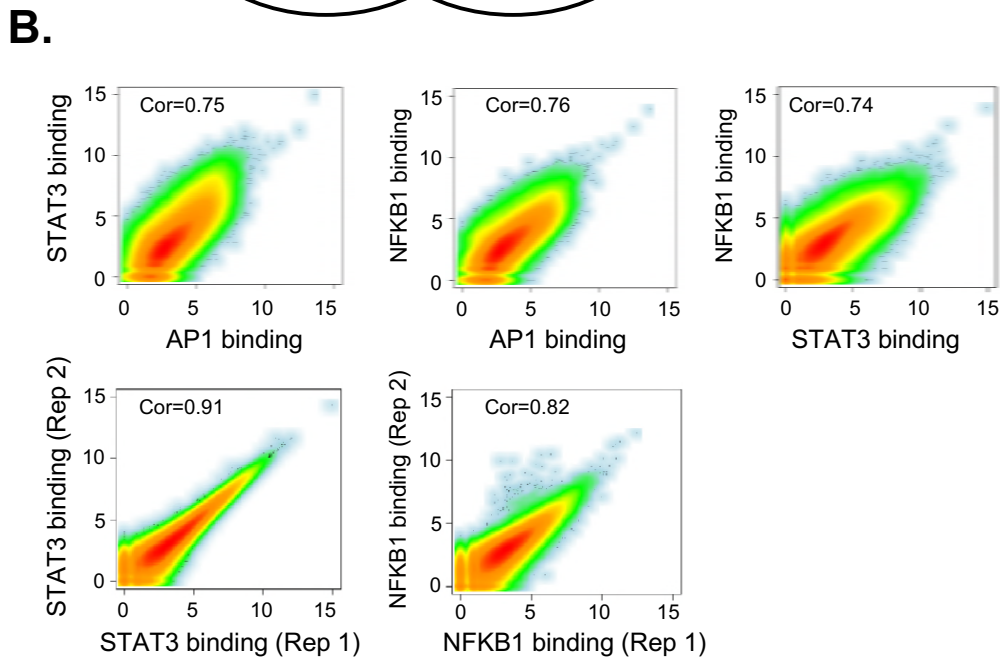 B.
STAT3 binding
15
10
5
0
Cor=0.75
0 5 10 15
AP1 binding
NFKB1 binding
15
10
5
0
Cor=0.76
0 5 10 15
AP1 binding
NFKB1 binding
15
10
5
0
Cor=0.74
0 5 10 15
STAT3 binding
STAT3 binding (Rep 2)
15
10
5
0
Cor=0.91
0 5 10 15
STAT3 binding (Rep 1)
NFKB1 binding (Rep 2)
15
10
5
0
Cor=0.82
0 5 10 15
NFKB1 binding (Rep 1)